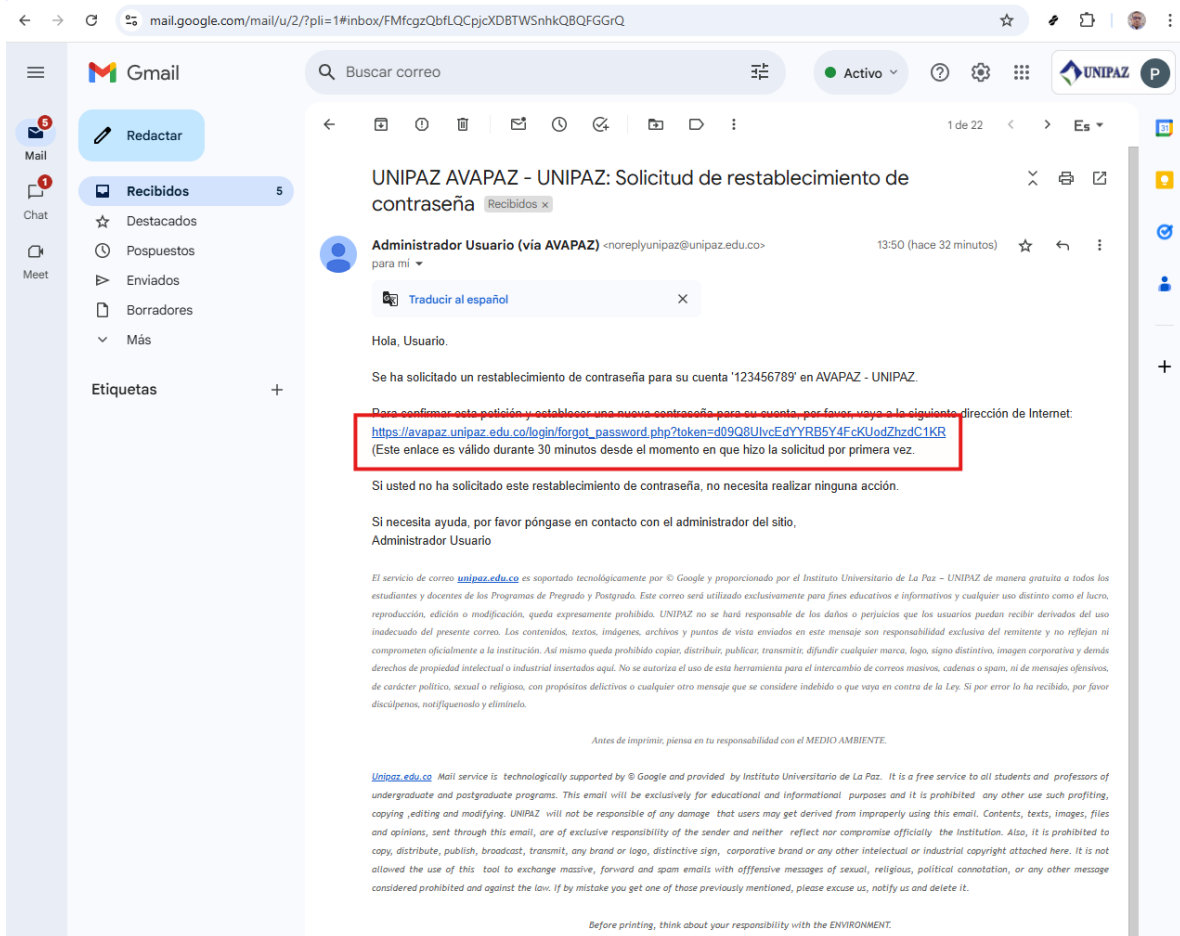 mail.google.com/mail/u/2/?pli=1#inbox/FMfcgzQbfLQCpjcXDBTWSnhkQBQFGGrQ
Gmail
Buscar correo
Activo
UNIPAZ
P
5
Mail
1
Chat
Meet
Redactar
Recibidos 5
Destacados
Pospuestos
Enviados
Borradores
Más
Etiquetas
1 de 22
Es
31
UNIPAZ AVAPAZ - UNIPAZ: Solicitud de restablecimiento de
contraseña Recibidos x
Administrador Usuario (vía AVAPAZ) <noreplyunipaz@unipaz.edu.co> 13:50 (hace 32 minutos)
para mí
Traducir al español
Hola, Usuario.
Se ha solicitado un restablecimiento de contraseña para su cuenta '123456789' en AVAPAZ - UNIPAZ.
Para confirmar esta petición y establecer una nueva contraseña para su cuenta, por favor, vaya a la siguiente dirección de Internet:
https://avapaz.unipaz.edu.co/login/forgot_password.php?token=d09Q8UIvcEdYYRB5Y4FcKUodZhzdC1KR
(Este enlace es válido durante 30 minutos desde el momento en que hizo la solicitud por primera vez.
Si usted no ha solicitado este restablecimiento de contraseña, no necesita realizar ninguna acción.
Si necesita ayuda, por favor póngase en contacto con el administrador del sitio,
Administrador Usuario
El servicio de correo unipaz.edu.co es soportado tecnológicamente por © Google y proporcionado por el Instituto Universitario de La Paz – UNIPAZ de manera gratuita a todos los
estudiantes y docentes de los Programas de Pregrado y Postgrado. Este correo será utilizado exclusivamente para fines educativos e informativos y cualquier uso distinto como el lucro,
reproducción, edición o modificación, queda expresamente prohibido. UNIPAZ no se hará responsable de los daños o perjuicios que los usuarios puedan recibir derivados del uso
inadecuado del presente correo. Los contenidos, textos, imágenes, archivos y puntos de vista enviados en este mensaje son responsabilidad exclusiva del remitente y no reflejan ni
comprometen oficialmente a la institución. Así mismo queda prohibido copiar, distribuir, publicar, transmitir, difundir cualquier marca, logo, signo distintivo, imagen corporativa y demás
derechos de propiedad intelectual o industrial insertados aquí. No se autoriza el uso de esta herramienta para el intercambio de correos masivos, cadenas o spam, ni de mensajes ofensivos,
de carácter político, sexual o religioso, con propósitos delictivos o cualquier otro mensaje que se considere indebido o que vaya en contra de la Ley. Si por error lo ha recibido, por favor
discúlpenos, notifíquenoslo y elimínelo.
Antes de imprimir, piensa en tu responsabilidad con el MEDIO AMBIENTE.
Unipaz.edu.co Mail service is technologically supported by © Google and provided by Instituto Universitario de La Paz. It is a free service to all students and professors of
undergraduate and postgraduate programs. This email will be exclusively for educational and informational purposes and it is prohibited any other use such profiting,
copying ,editing and modifying. UNIPAZ will not be responsible of any damage that users may get derived from improperly using this email. Contents, texts, images, files
and opinions, sent through this email, are of exclusive responsibility of the sender and neither reflect nor compromise officially the Institution. Also, it is prohibited to
copy, distribute, publish, broadcast, transmit, any brand or logo, distinctive sign, corporative brand or any other intelectual or industrial copyright attached here. It is not
allowed the use of this tool to exchange massive, forward and spam emails with offfensive messages of sexual, religious, political connotation, or any other message
considered prohibited and against the law. If by mistake you get one of those previously mentioned, please excuse us, notify us and delete it.
Before printing, think about your responsibility with the ENVIRONMENT.